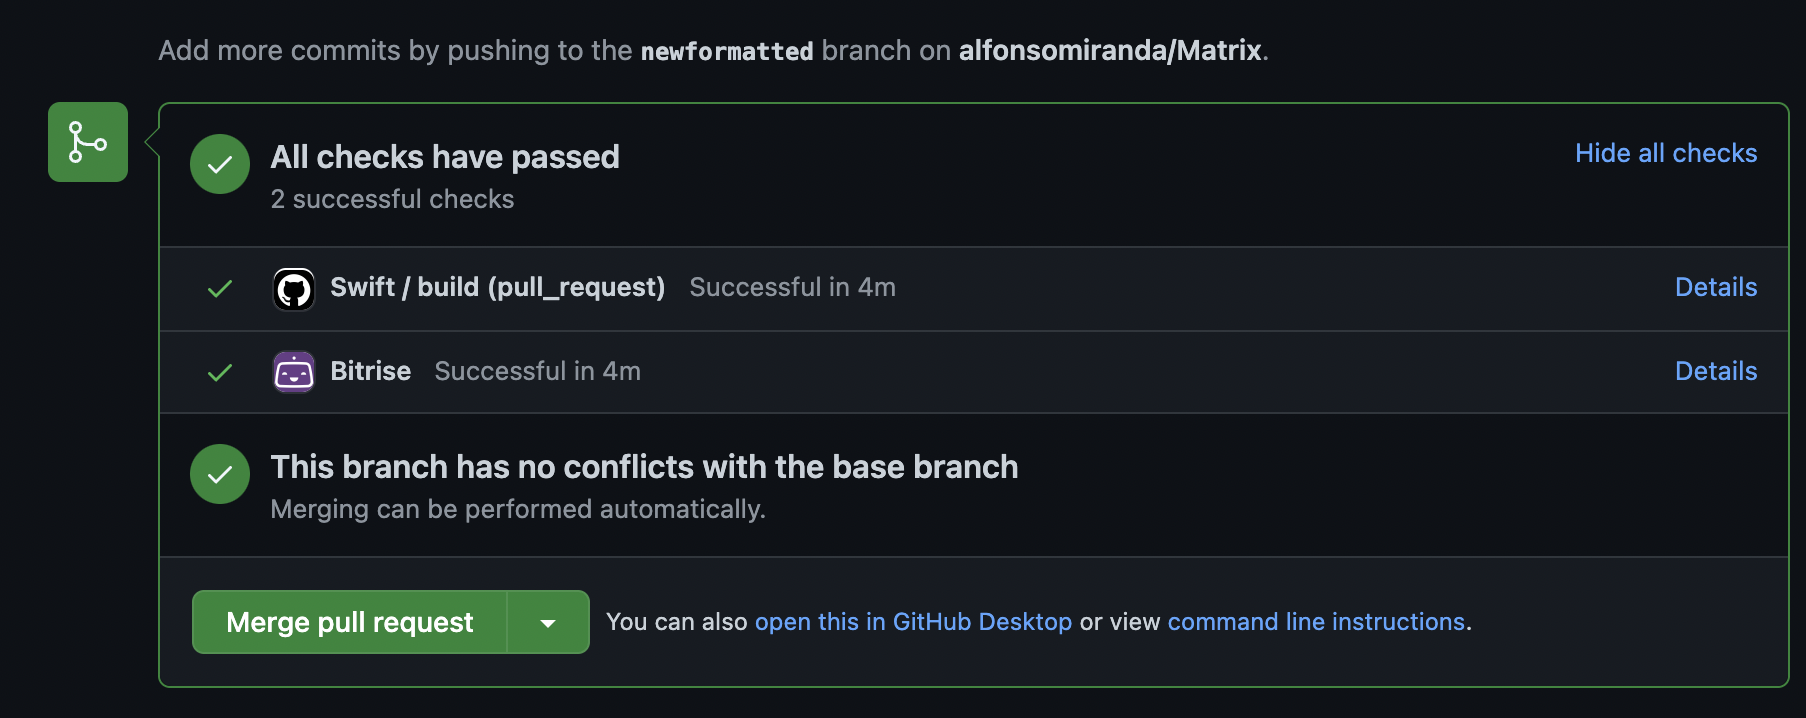 Add more commits by pushing to the newformatted branch on alfonsomiranda/Matrix.
All checks have passed
Hide all checks
2 successful checks
Swift / build (pull_request) Successful in 4m
Details
Bitrise Successful in 4m
Details
This branch has no conflicts with the base branch
Merging can be performed automatically.
Merge pull request
You can also open this in GitHub Desktop or view command line instructions.